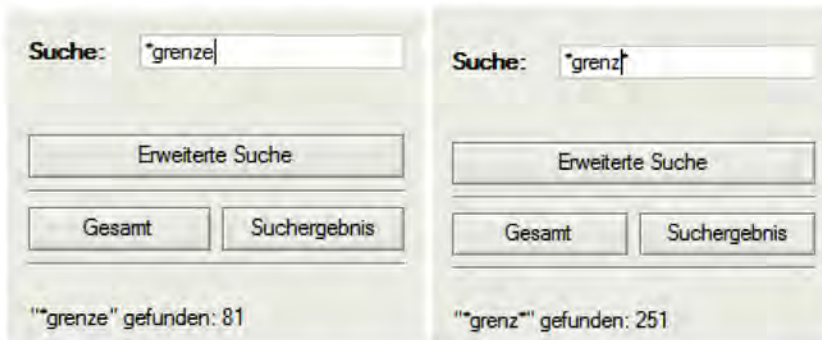 Suche: *grenze
Erweiterte Suche
Gesamt Suchergebnis
"*grenze" gefunden: 81
Suche: *grenz*
Erweiterte Suche
Gesamt Suchergebnis
"*grenz*" gefunden: 251